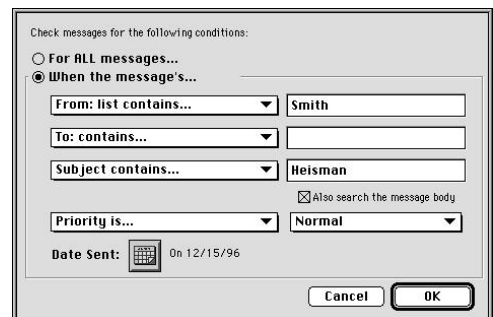 Check messages for the following conditions:
For ALL messages...
When the message's...
From: list contains... Smith
To: contains...
Subject contains... Heisman
Also search the message body
Priority is... Normal
Date Sent: On 12/15/96
Cancel OK